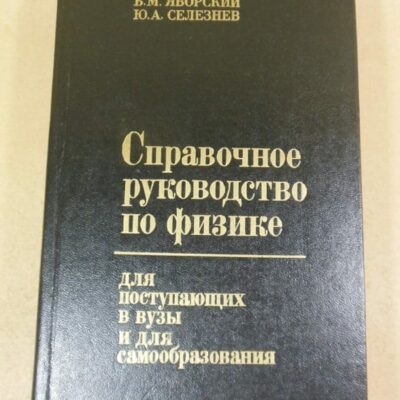 Б.М. ЯВОРСКИЙ
Ю.А. СЕЛЕЗНЕВ
Справочное
руководство
по физике
для
поступающих
в вузы
и для
самообразования